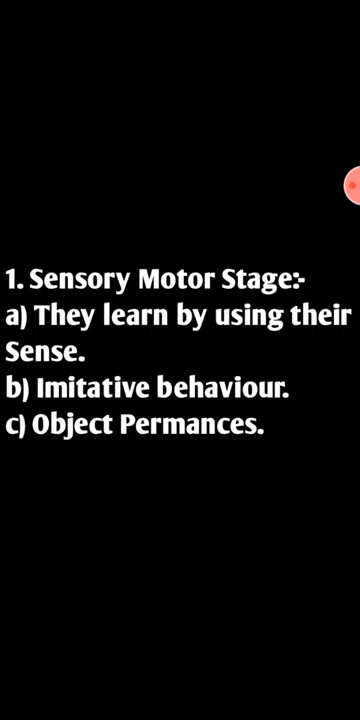 1. Sensory Motor Stage:-
a) They learn by using their
Sense.
b) Imitative behaviour.
c) Object Permances.